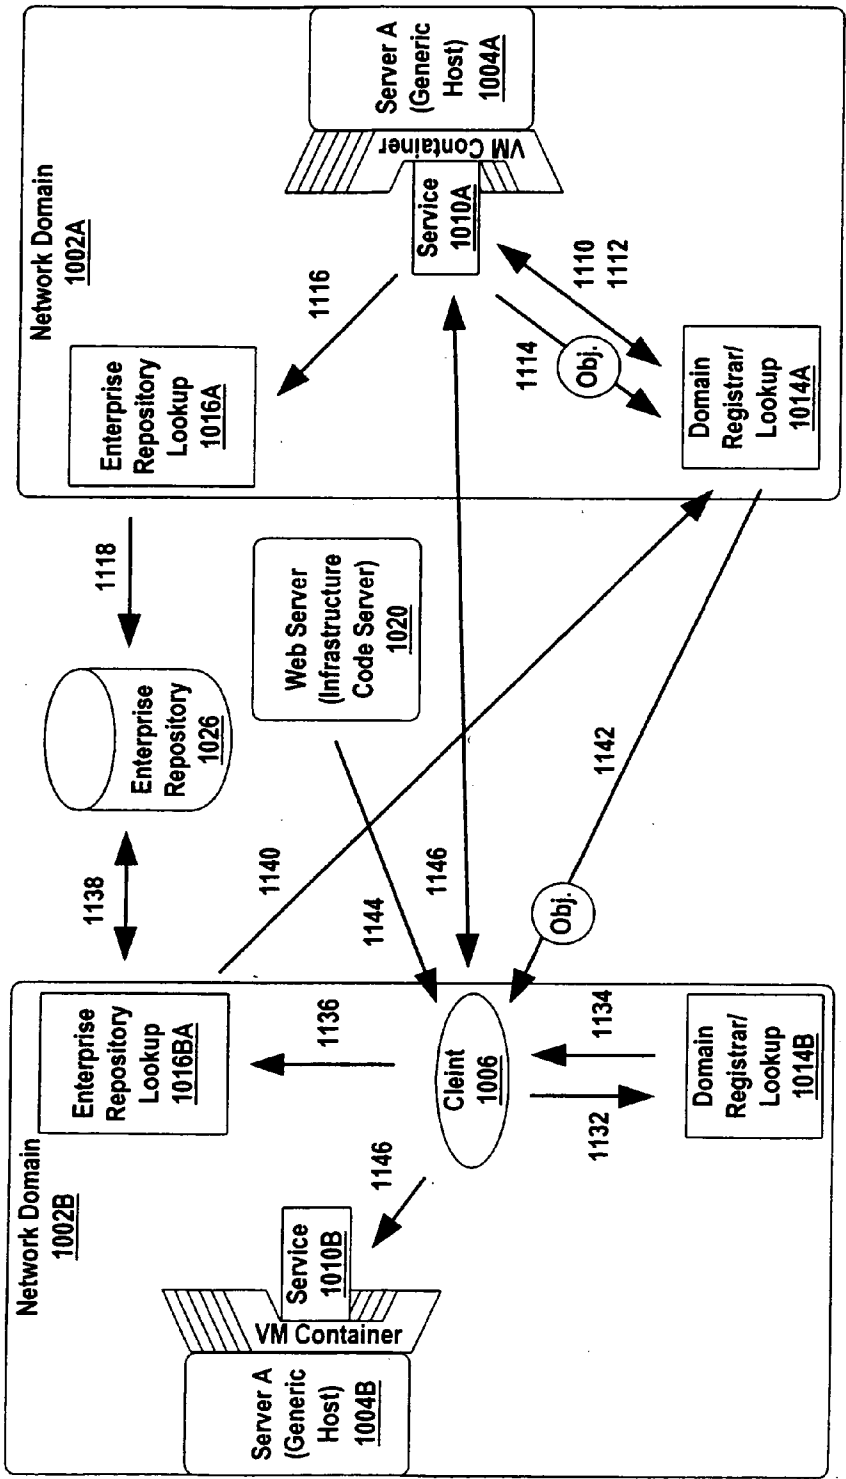 Network Domain
1002B
Server A
(Generic
Host)
1004B
VM Container
Service
1010B
1146
Enterprise
Repository
Lookup
1016BA
1136
Cleint
1006
1132
1134
Domain
Registrar/
Lookup
1014B
1138
Enterprise
Repository
1026
1118
1140
1144
Web Server
(Infrastructure
Code Server)
1020
1146
Obj.
1142
Network Domain
1002A
Enterprise
Repository
Lookup
1016A
1116
Service
1010A
VM Container
Server A
(Generic
Host)
1004A
1114
Obj.
1110
1112
Domain
Registrar/
Lookup
1014A